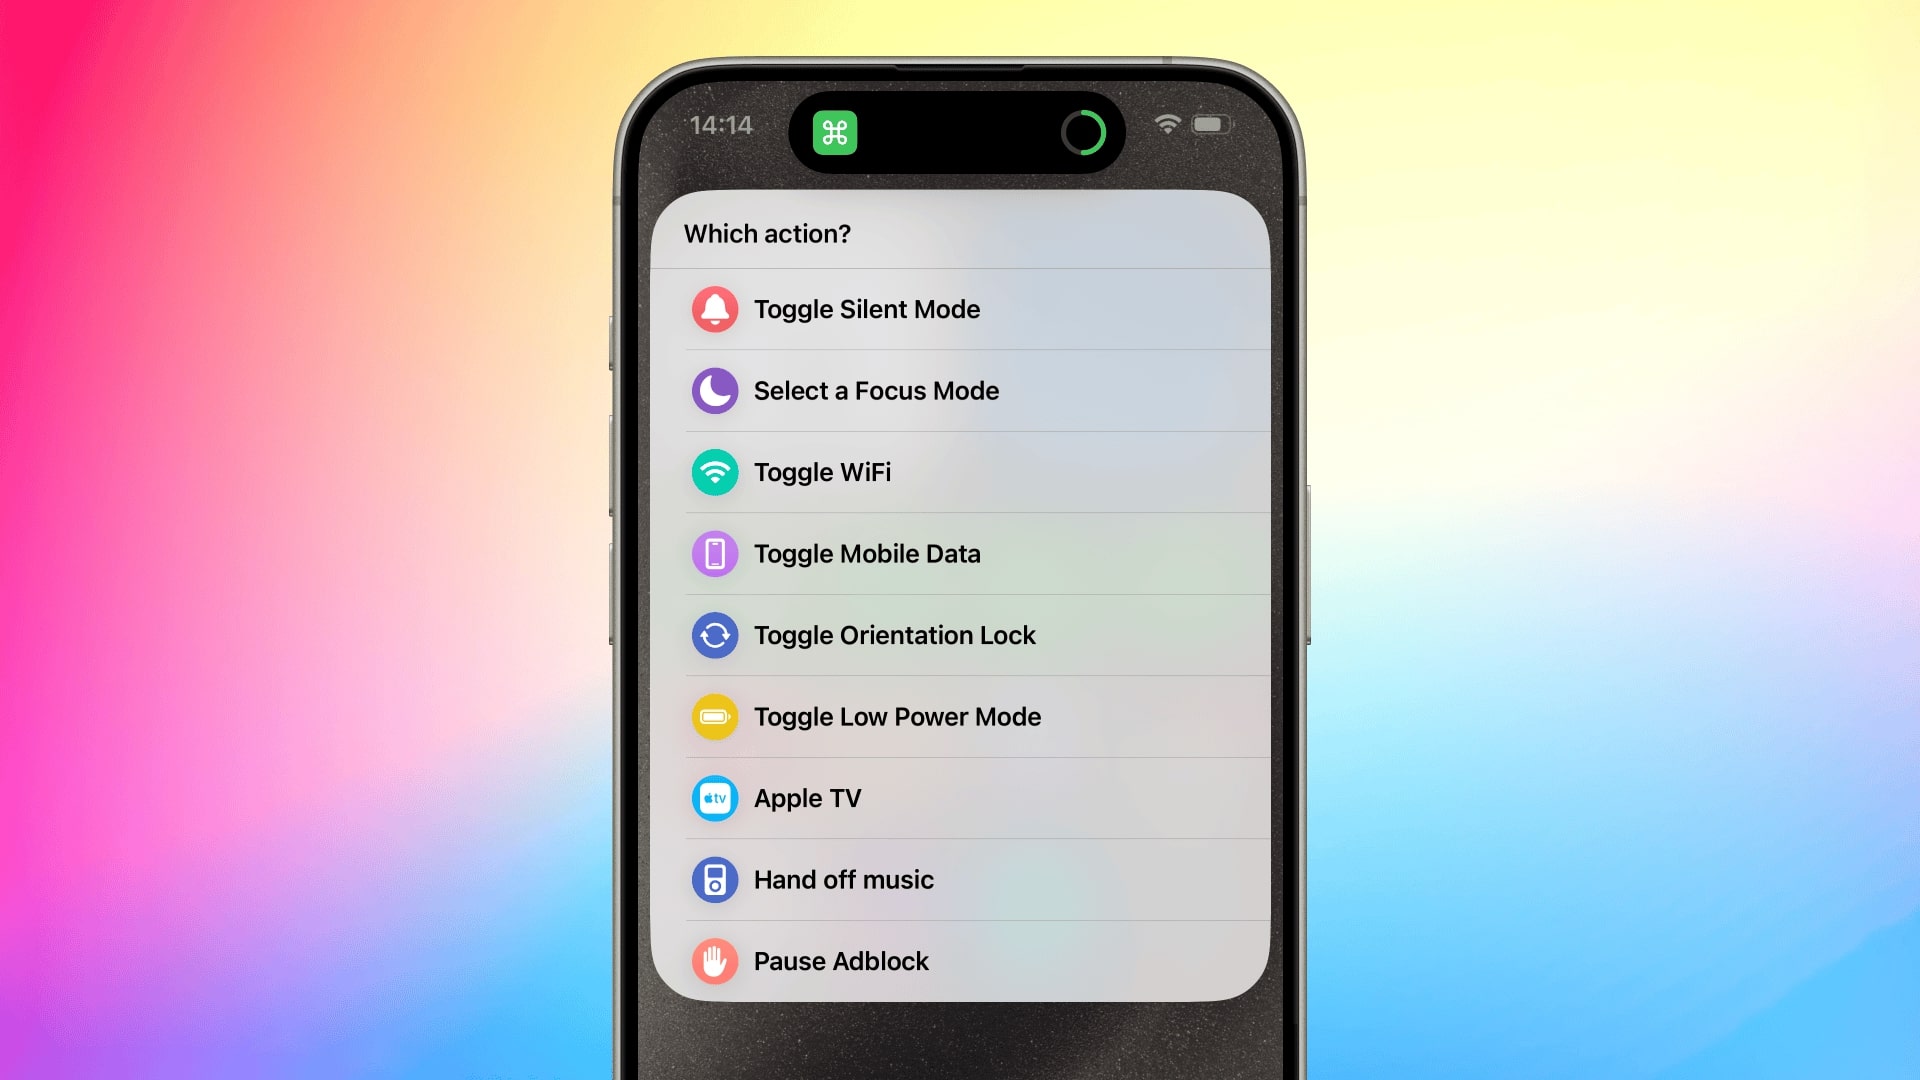 14:14
Which action?
Toggle Silent Mode
Select a Focus Mode
Toggle WiFi
Toggle Mobile Data
Toggle Orientation Lock
Toggle Low Power Mode
tv
Apple TV
Hand off music
Pause Adblock